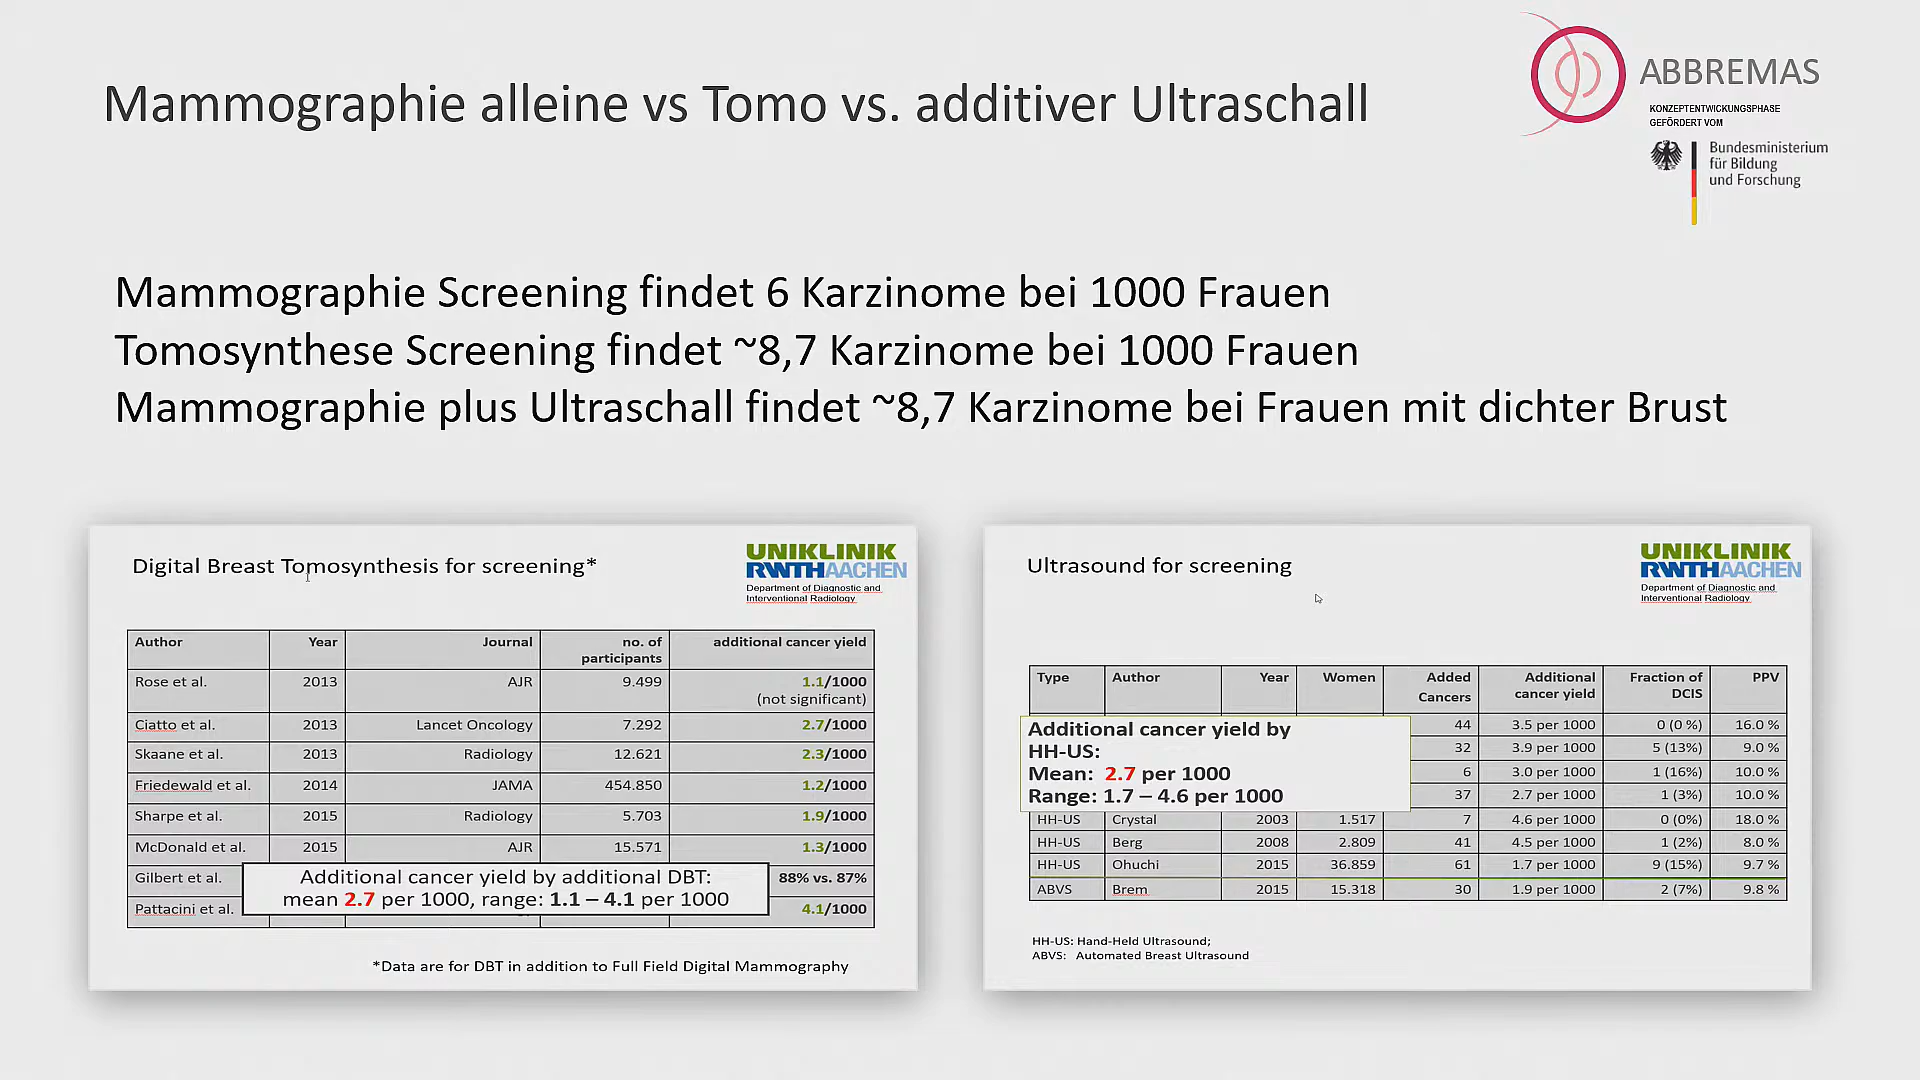 Mammographie alleine vs Tomo vs. additiver Ultraschall
ABBREMAS
KONZEPTENTWICKUNGSPHASE
GEFÖRDERT VOM
Bundesministerium
für Bildung
und Forschung
Mammographie Screening findet 6 Karzinome bei 1000 Frauen
Tomosynthese Screening findet ~8,7 Karzinome bei 1000 Frauen
Mammographie plus Ultraschall findet ~8,7 Karzinome bei Frauen mit dichter Brust
Digital Breast Tomosynthesis for screening*
UNIKLINIK
RWTHAACHEN
Department of Diagnostic and
Interventional Radiology
Author Year Journal no. of participants additional cancer yield
Rose et al. 2013 AJR 9.499 1.1/1000
(not significant)
Ciatto et al. 2013 Lancet Oncology 7.292 2.7/1000
Skaane et al. 2013 Radiology 12.621 2.3/1000
Friedewald et al. 2014 JAMA 454.850 1.2/1000
Sharpe et al. 2015 Radiology 5.703 1.9/1000
McDonald et al. 2015 AJR 15.571 1.3/1000
Gilbert et al. 88% vs. 87%
Pattacini et al. 4.1/1000
Additional cancer yield by additional DBT:
mean 2.7 per 1000, range: 1.1 – 4.1 per 1000
*Data are for DBT in addition to Full Field Digital Mammography
Ultrasound for screening
UNIKLINIK
RWTHAACHEN
Department of Diagnostic and
Interventional Radiology
Type Author Year Women Added Cancers Additional cancer yield Fraction of DCIS PPV
44 3.5 per 1000 0 (0 %) 16.0 %
32 3.9 per 1000 5 (13%) 9.0 %
6 3.0 per 1000 1 (16%) 10.0 %
37 2.7 per 1000 1 (3%) 10.0 %
Additional cancer yield by
HH-US:
Mean: 2.7 per 1000
Range: 1.7 – 4.6 per 1000
HH-US Crystal 2003 1.517 7 4.6 per 1000 0 (0%) 18.0 %
HH-US Berg 2008 2.809 41 4.5 per 1000 1 (2%) 8.0 %
HH-US Ohuchi 2015 36.859 61 1.7 per 1000 9 (15%) 9.7 %
ABVS Brem 2015 15.318 30 1.9 per 1000 2 (7%) 9.8 %
HH-US: Hand-Held Ultrasound;
ABVS: Automated Breast Ultrasound